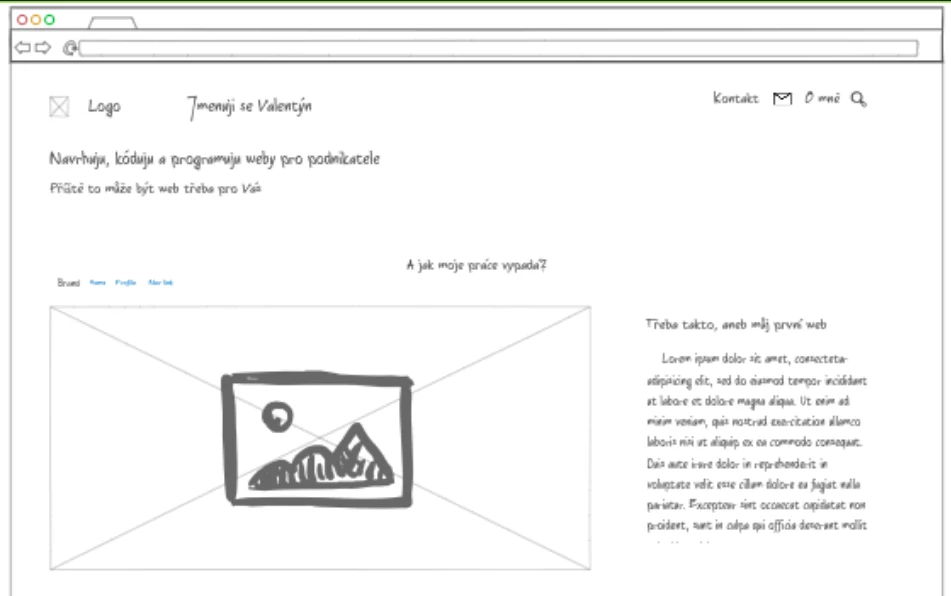 Logo
Jmenuji se Valentýn
Kontakt
O mně
Navrhuju, kóduju a programuju weby pro podnikatele
Příště to může být web třeba pro Vás
A jak moje práce vypadá?
Brand Home Profile Nav link
Třeba takto, aneb můj první web
Lorem ipsum dolor sit amet, consectetur
adipisicing elit, sed do eiusmod tempor incididunt
ut labore et dolore magna aliqua. Ut enim ad
minim veniam, quis nostrud exercitation ullamco
laboris nisi ut aliquip ex ea commodo consequat.
Duis aute irure dolor in reprehenderit in
voluptate velit esse cillum dolore eu fugiat nulla
pariatur. Excepteur sint occaecat cupidatat non
proident, sunt in culpa qui officia deserunt mollit